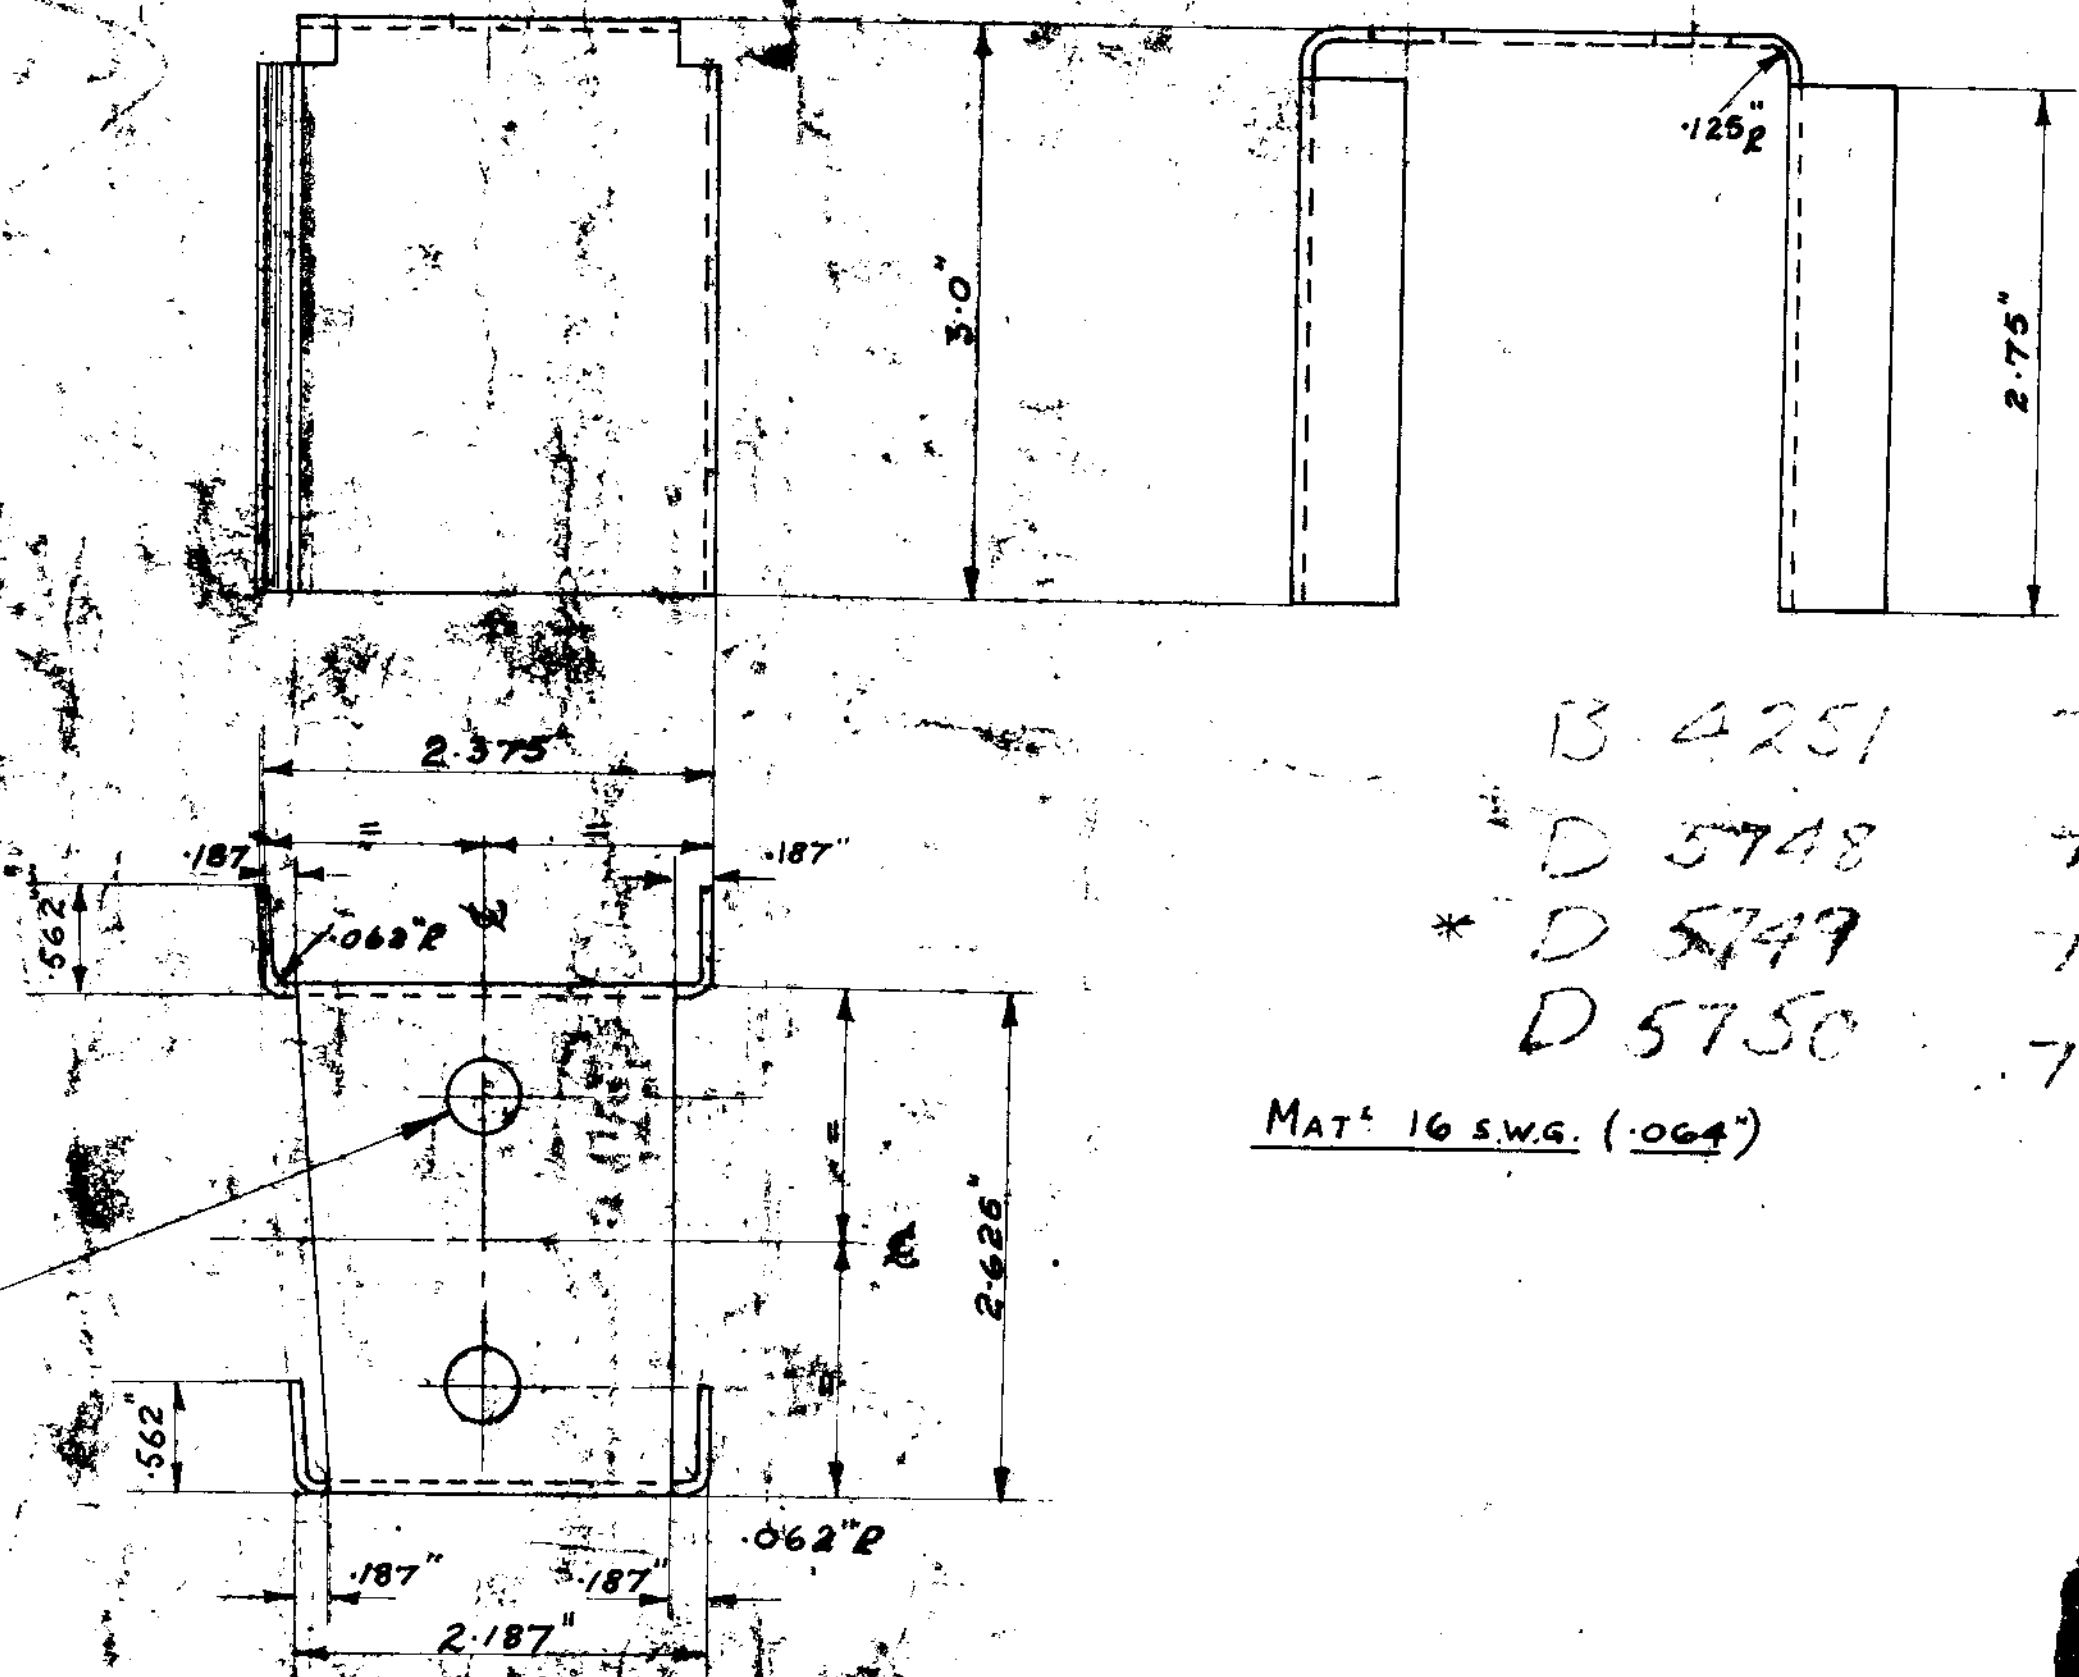 .125"R
3.0"
2.75"
2.375
.187
.187"
.562"
.062"R
B 4251
D 5748
* D 5749
D 5750
MATL 16 S.W.G. (.064")
=
=
2.625"
.562"
.062"R
.187"
.187"
2.187"